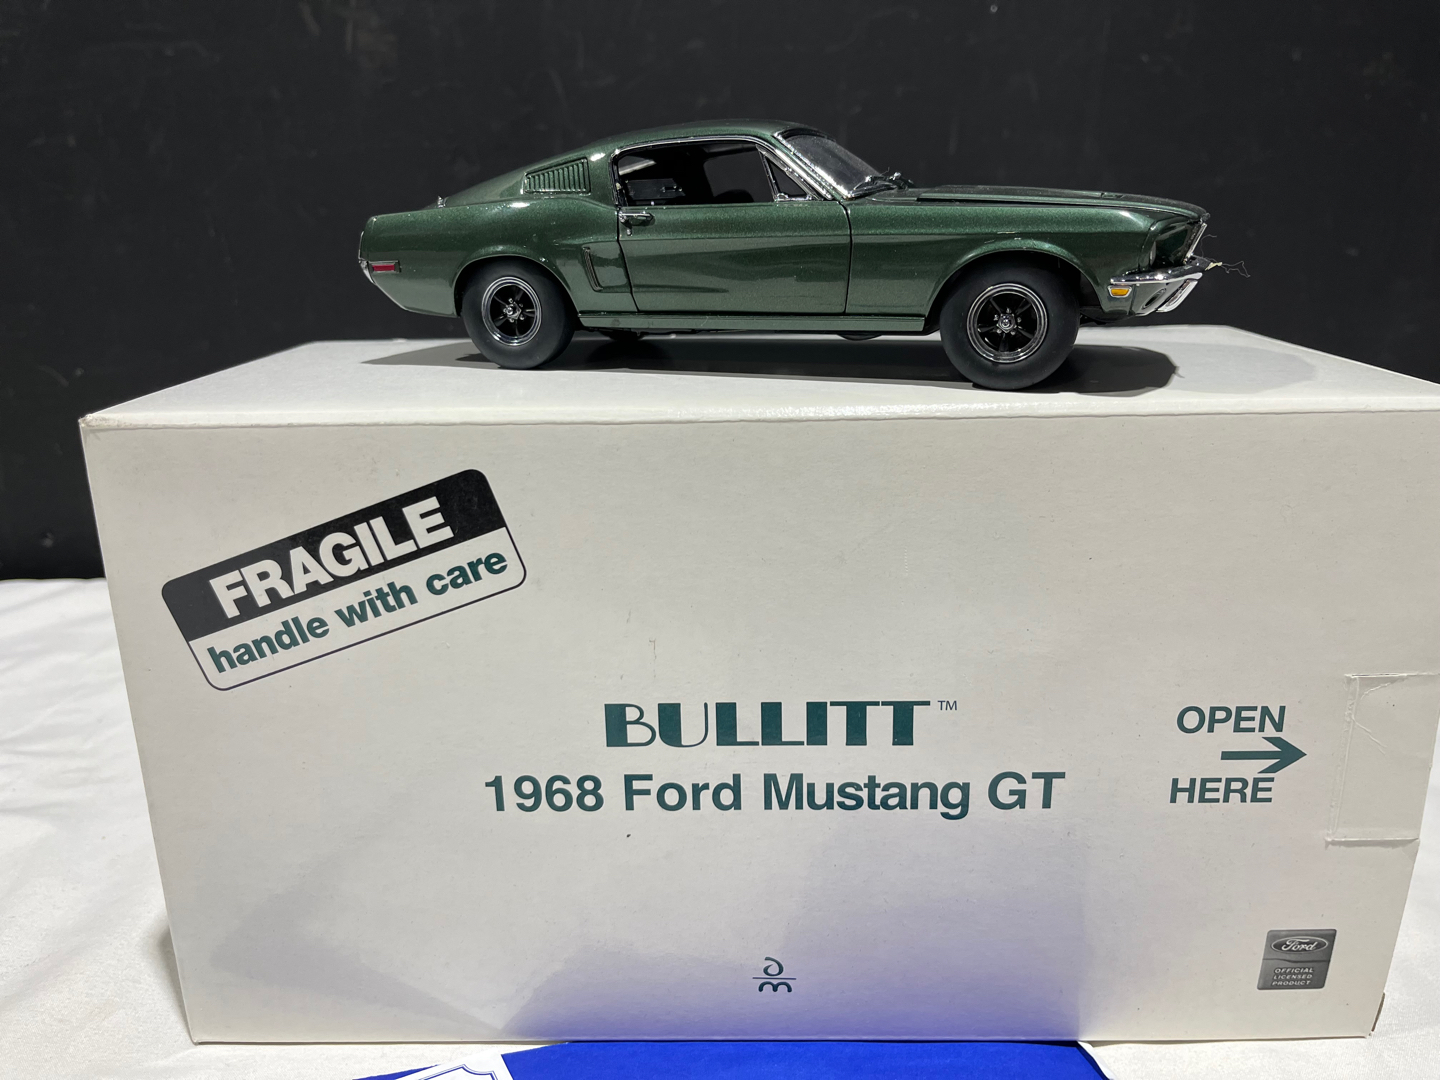 FRAGILE
handle with care
BULLITT™
1968 Ford Mustang GT
OPEN
HERE
Ford
OFFICIAL
LICENSED
PRODUCT